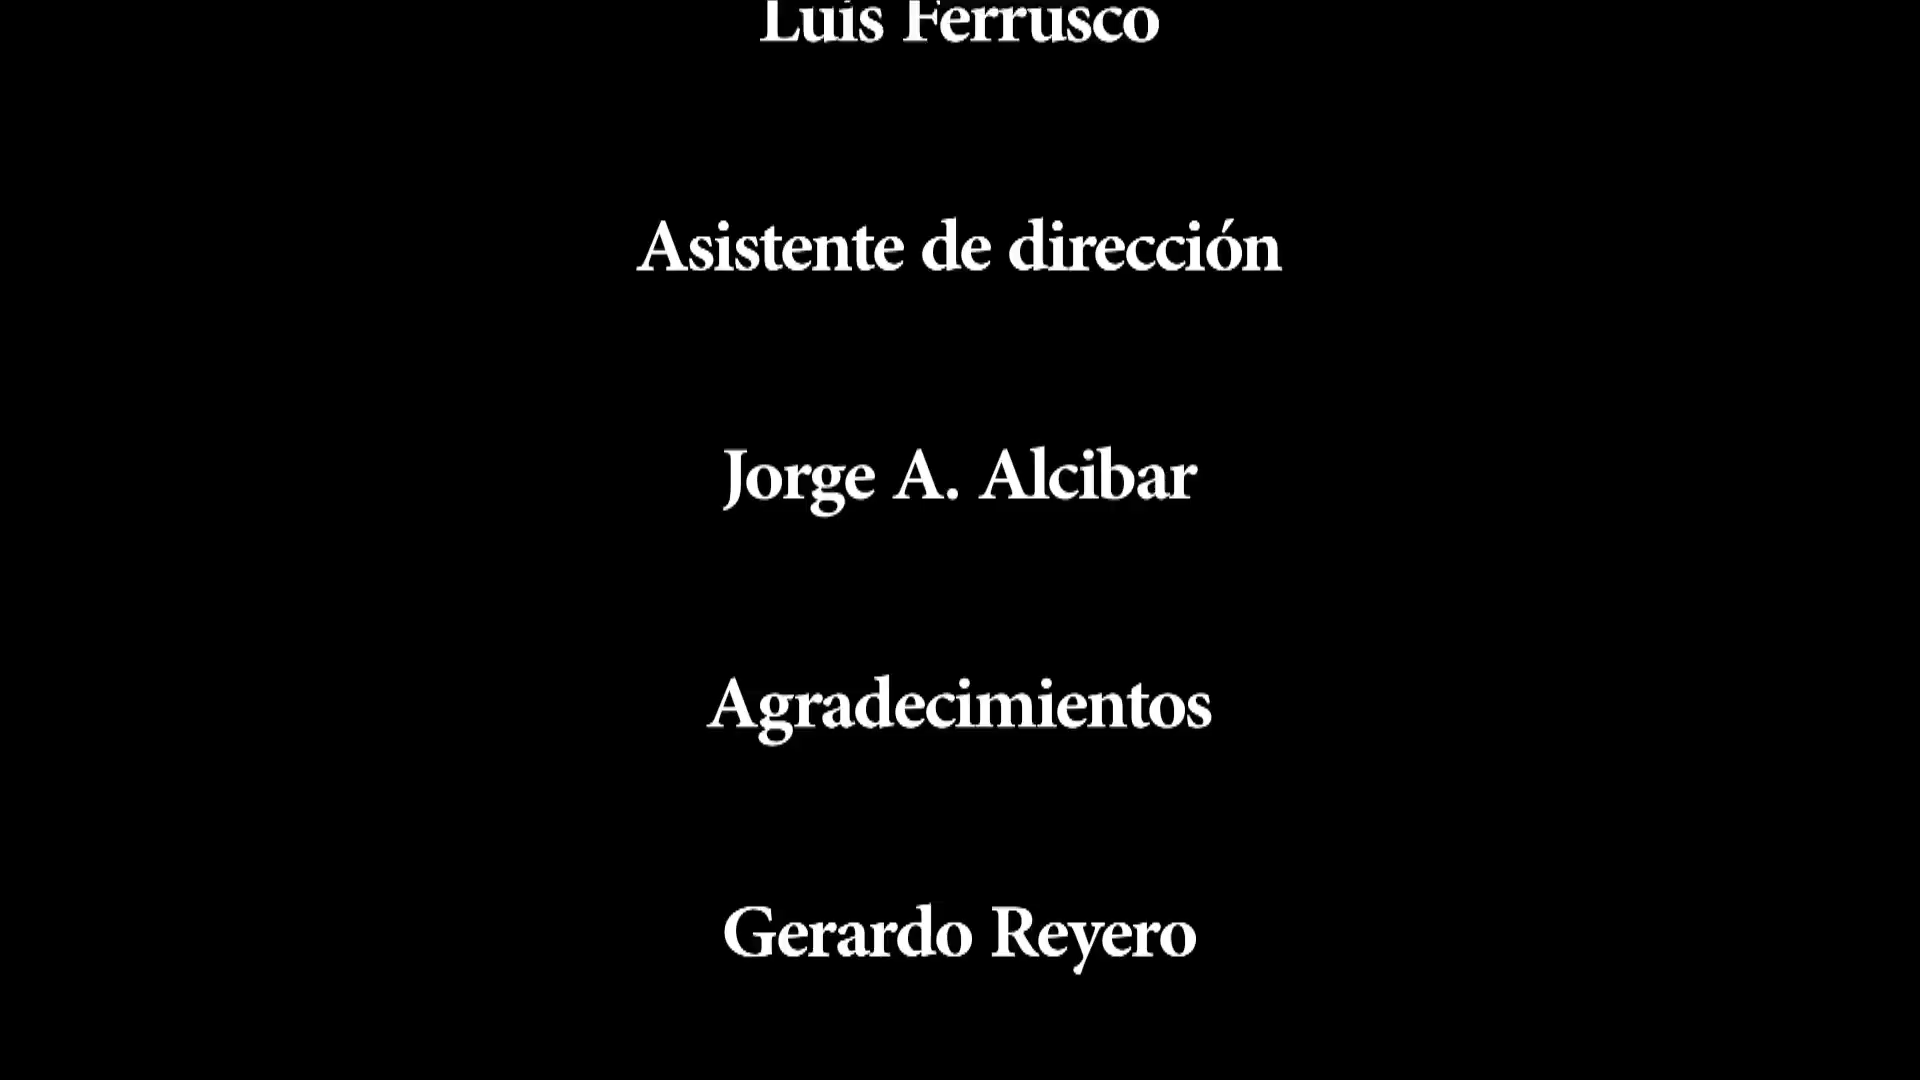 Luis Ferrusco
Asistente de dirección
Jorge A. Alcibar
Agradecimientos
Gerardo Reyero